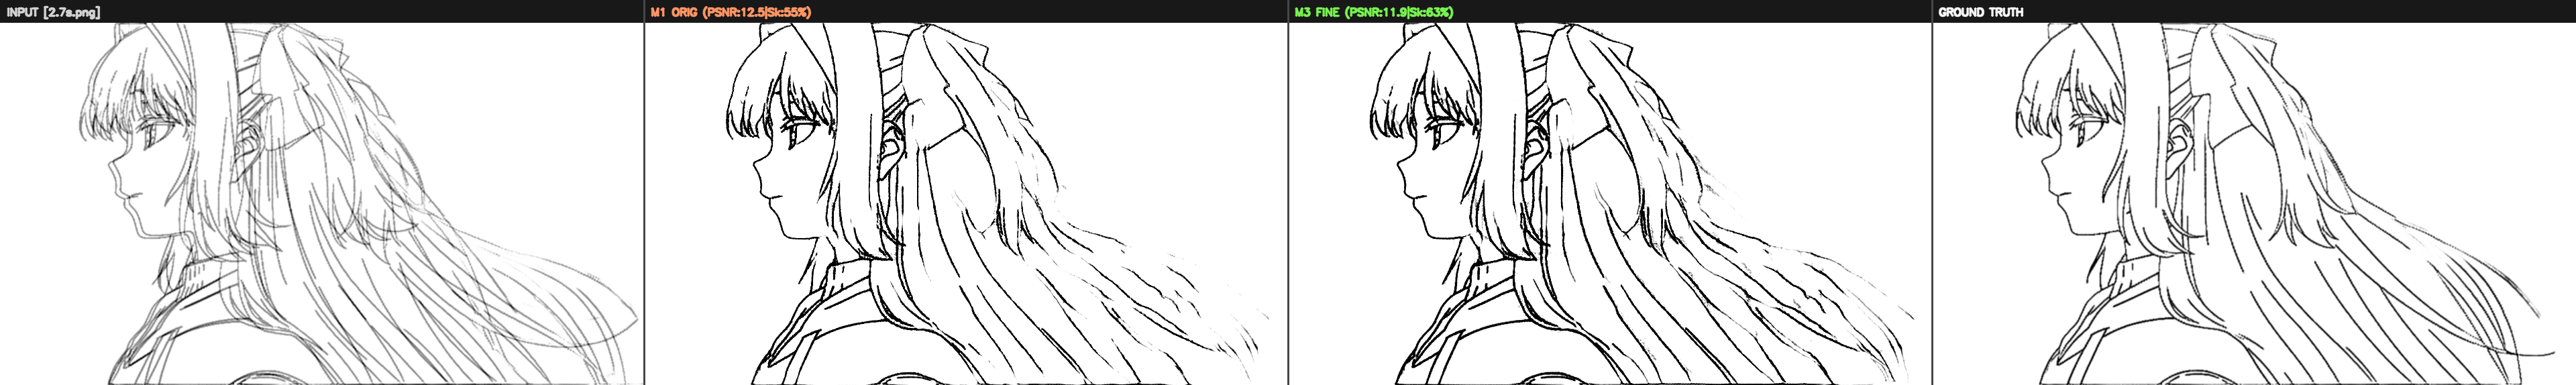 INPUT [2.7s.png]
M1 ORIG (PSNR:12.5|Sk:55%)
M3 FINE (PSNR:11.9|Sk:63%)
GROUND TRUTH